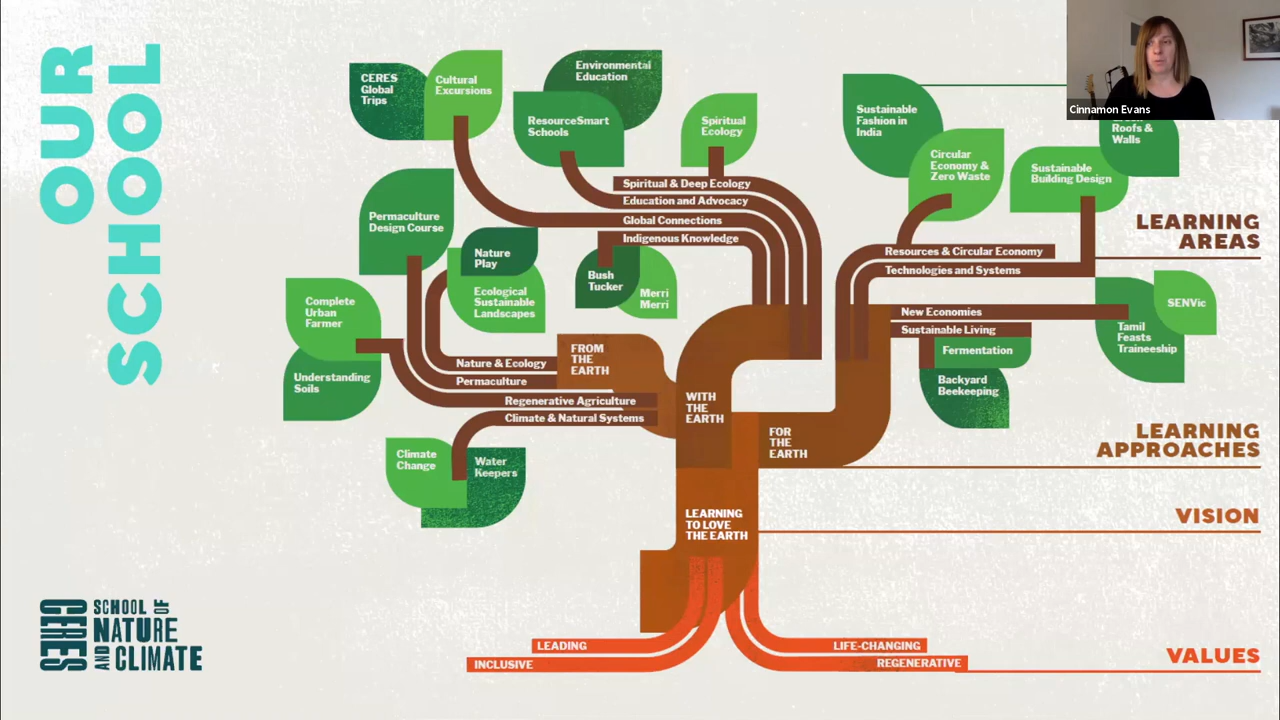 OUR
SCHOOL
CERES
Global
Trips
Cultural
Excursions
Environmental
Education
ResourceSmart
Schools
Spiritual
Ecology
Sustainable
Fashion in
India
Circular
Economy &
Zero Waste
Sustainable
Building Design
Roofs &
Walls
Cinnamon Evans
Spiritual & Deep Ecology
Education and Advocacy
Global Connections
Indigenous Knowledge
Permaculture
Design Course
Nature
Play
Ecological
Sustainable
Landscapes
Bush
Tucker
Merri
Merri
Resources & Circular Economy
Technologies and Systems
LEARNING
AREAS
Complete
Urban
Farmer
Understanding
Soils
New Economies
Sustainable Living
SENVic
Tamil
Feasts
Traineeship
Fermentation
Backyard
Beekeeping
FROM
THE
EARTH
Nature & Ecology
Permaculture
Regenerative Agriculture
Climate & Natural Systems
WITH
THE
EARTH
FOR
THE
EARTH
LEARNING
APPROACHES
Climate
Change
Water
Keepers
LEARNING
TO LOVE
THE EARTH
VISION
LEADING
INCLUSIVE
LIFE-CHANGING
REGENERATIVE
VALUES
CERES
SCHOOL OF
NATURE
AND CLIMATE